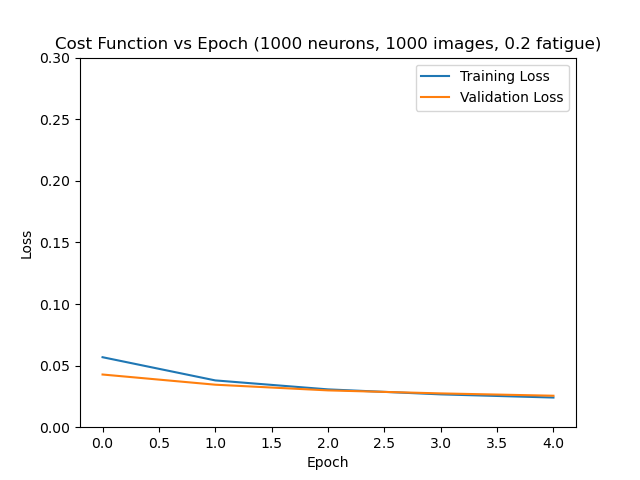 Cost Function vs Epoch (1000 neurons, 1000 images, 0.2 fatigue)
Training Loss
Validation Loss
0.30
0.25
0.20
0.15
0.10
0.05
0.00
Loss
0.0 0.5 1.0 1.5 2.0 2.5 3.0 3.5 4.0
Epoch